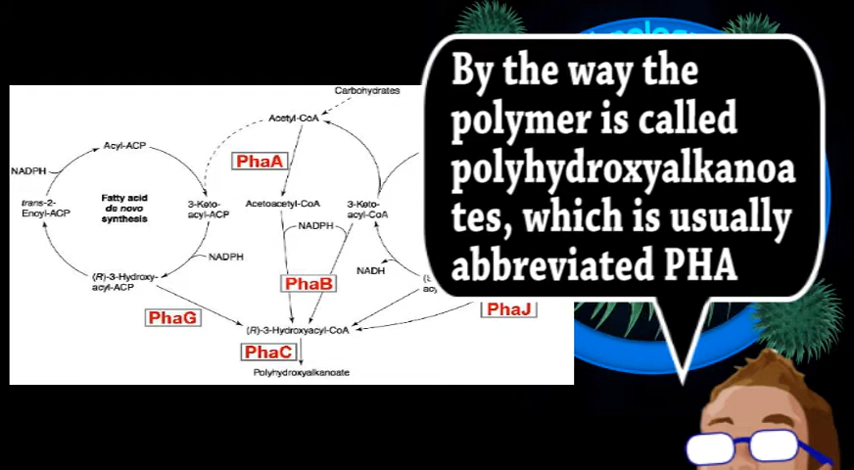 By the way the
polymer is called
polyhydroxyalkanoa
tes, which is usually
abbreviated PHA
Carbohydrates
Acetyl-CoA
PhaA
Acyl-ACP
NADPH
trans-2-
Enoyl-ACP
Fatty acid
de novo
synthesis
3-Keto-
acyl-ACP
Acetoacetyl-CoA
3-Keto-
acyl-CoA
NADPH
NADPH
NADH
(R)-3-Hydroxy-
acyl-ACP
PhaB
PhaG
PhaJ
(R)-3-Hydroxyacyl-CoA
PhaC
Polyhydroxyalkanoate